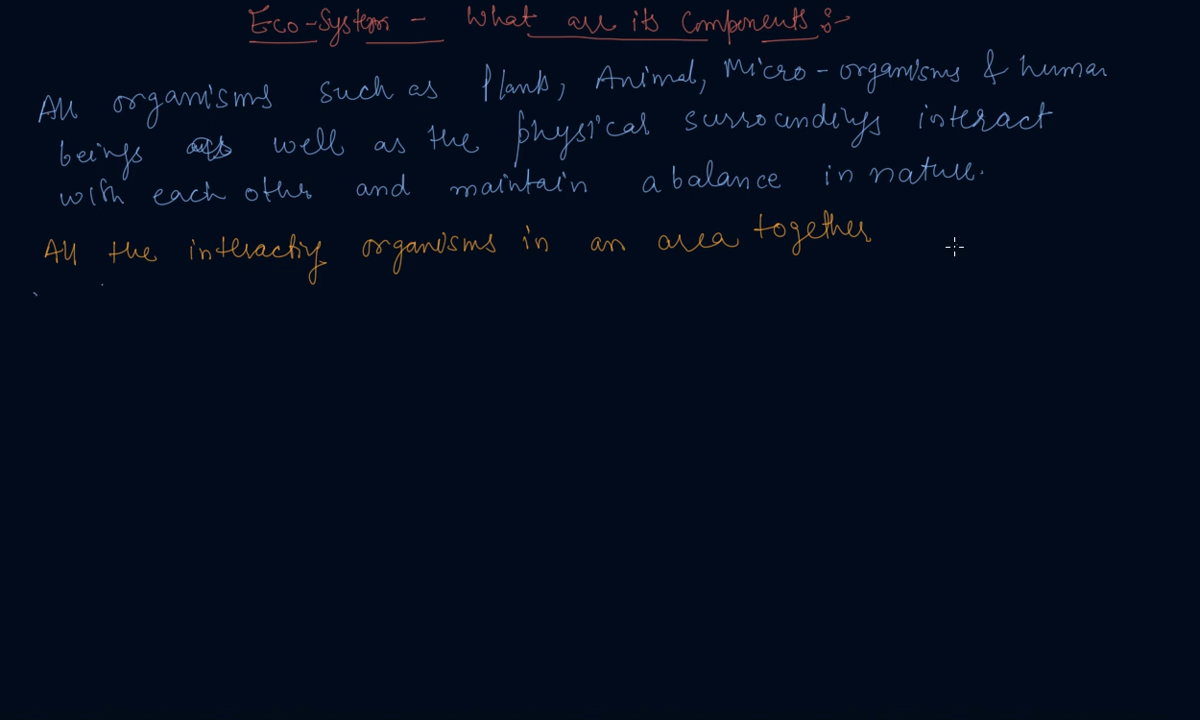 Eco-System - What are its Components :-
All organisms such as Plants, Animal, Micro-organisms & human
beings as well as the physical surroundings interact
with each other and maintain a balance in nature.
All the interacting organisms in an area together